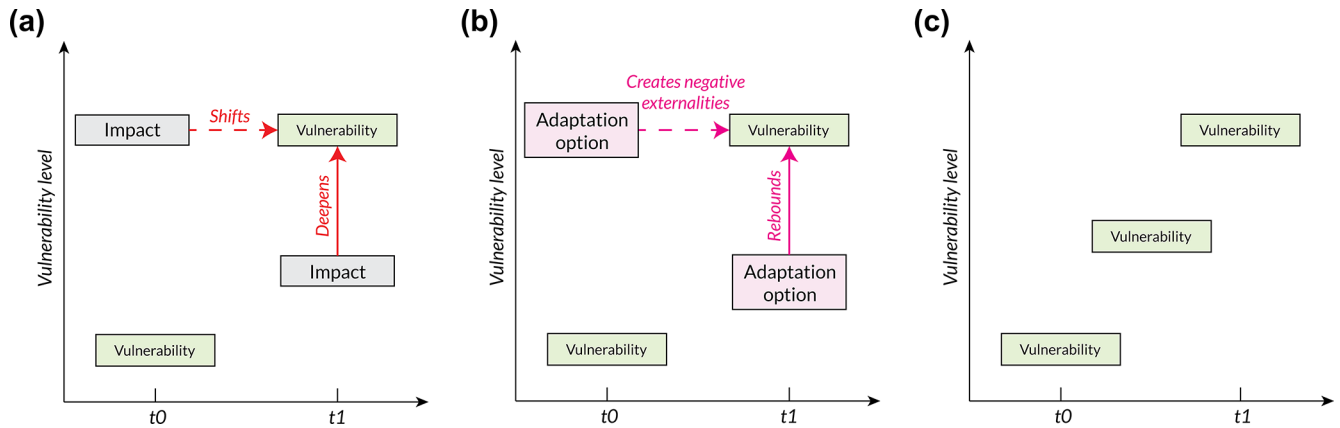 (a)
Vulnerability level
Impact
Shifts
Vulnerability
Deepens
Impact
Vulnerability
t0
t1
(b)
Vulnerability level
Creates negative
externalities
Adaptation
option
Vulnerability
Rebounds
Adaptation
option
Vulnerability
t0
t1
(c)
Vulnerability level
Vulnerability
Vulnerability
Vulnerability
t0
t1